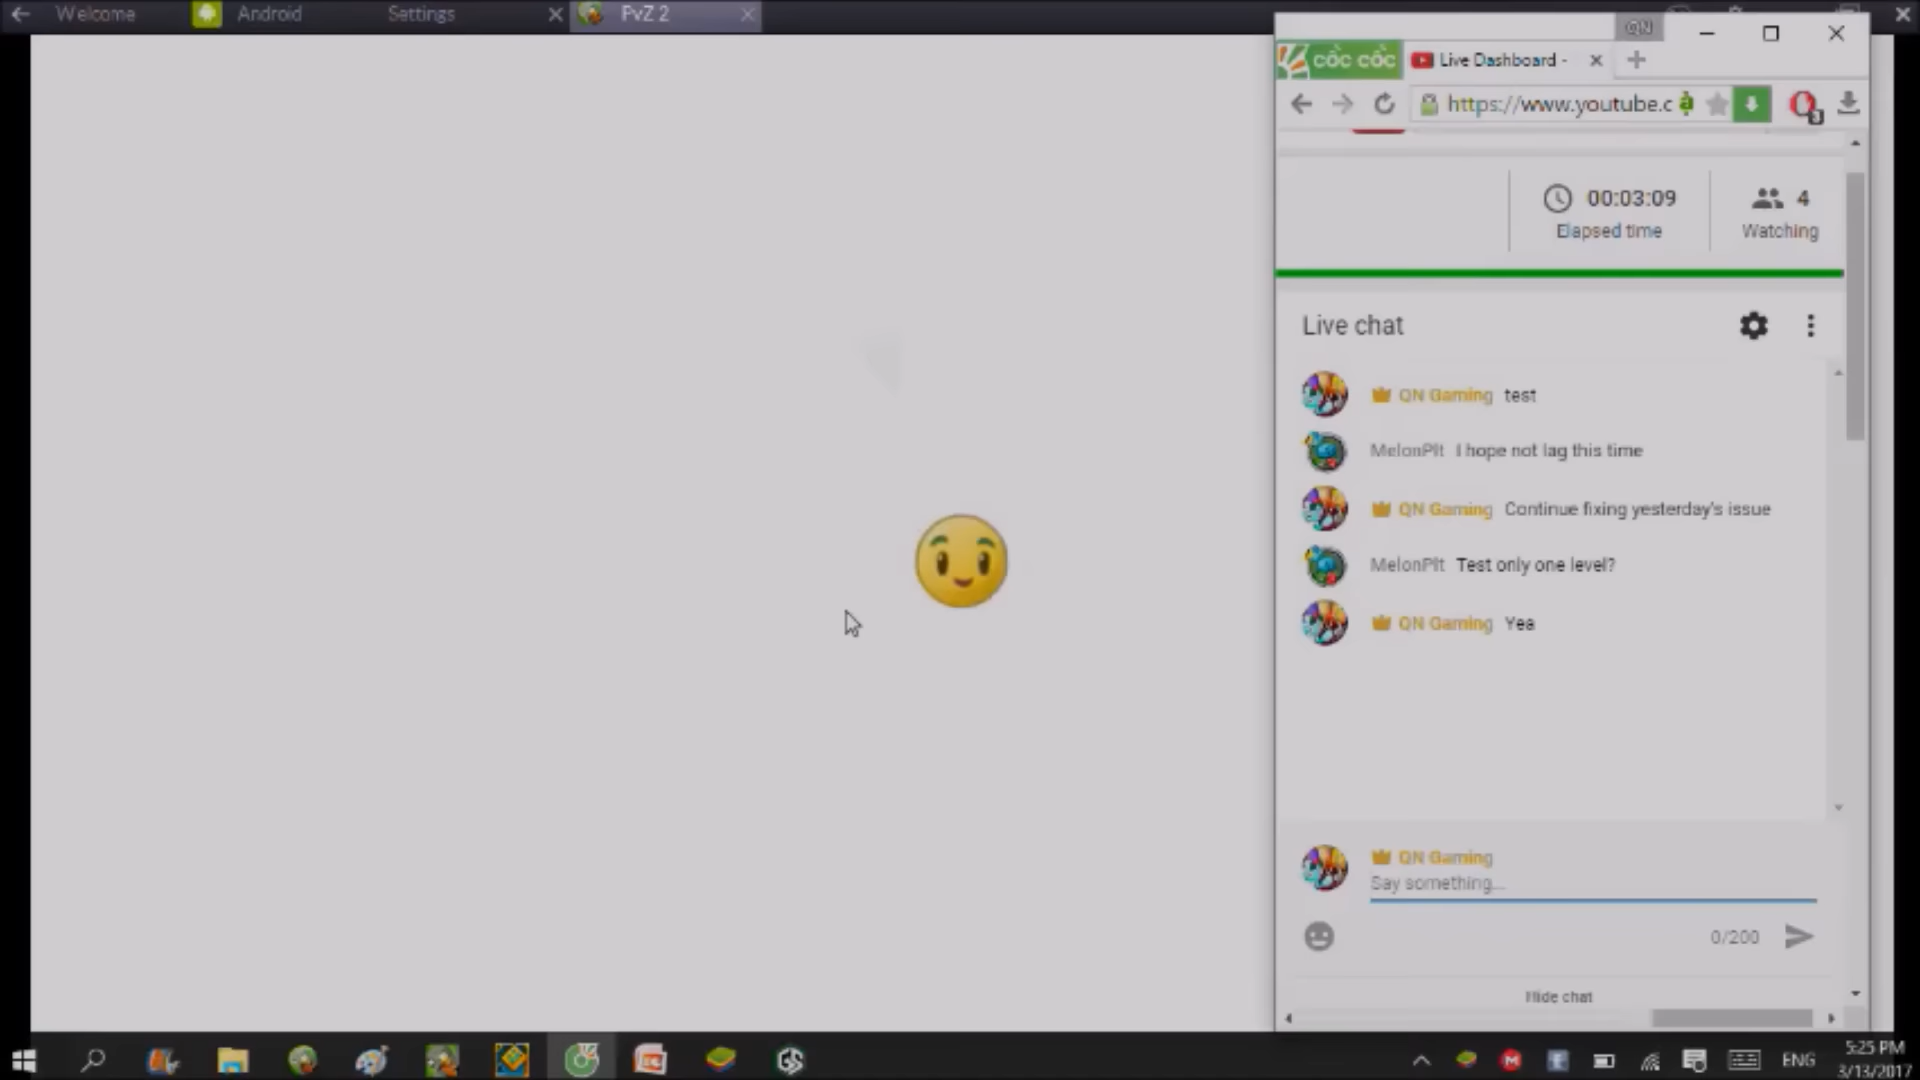 Welcome
Android
Settings
PvZ 2
QN
cốc cốc
Live Dashboard -
https://www.youtube.c
00:03:09
Elapsed time
4
Watching
Live chat
QN Gaming test
MelonPlt I hope not lag this time
QN Gaming Continue fixing yesterday's issue
MelonPlt Test only one level?
QN Gaming Yea
QN Gaming
Say something...
0/200
Hide chat
ENG
5:25 PM
3/13/2017